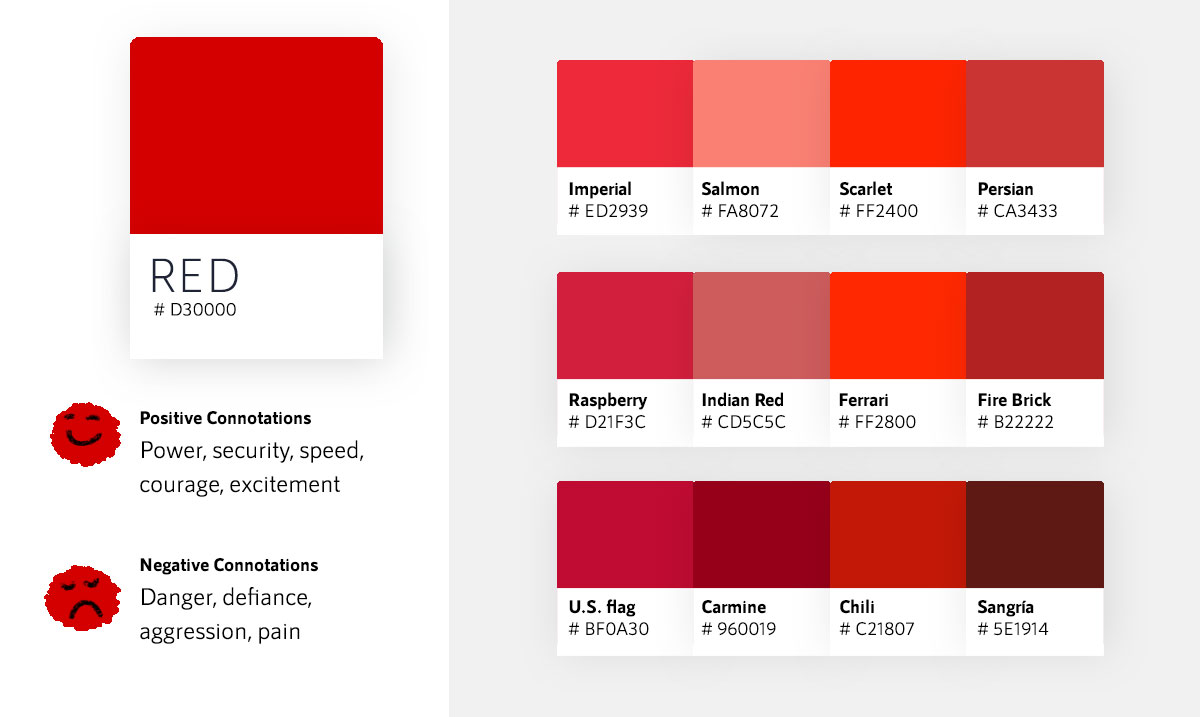 RED
# D30000
Positive Connotations
Power, security, speed,
courage, excitement
Negative Connotations
Danger, defiance,
aggression, pain
Imperial
# ED2939
Salmon
# FA8072
Scarlet
# FF2400
Persian
# CA3433
Raspberry
# D21F3C
Indian Red
# CD5C5C
Ferrari
# FF2800
Fire Brick
# B22222
U.S. flag
# BF0A30
Carmine
# 960019
Chili
# C21807
Sangría
# 5E1914